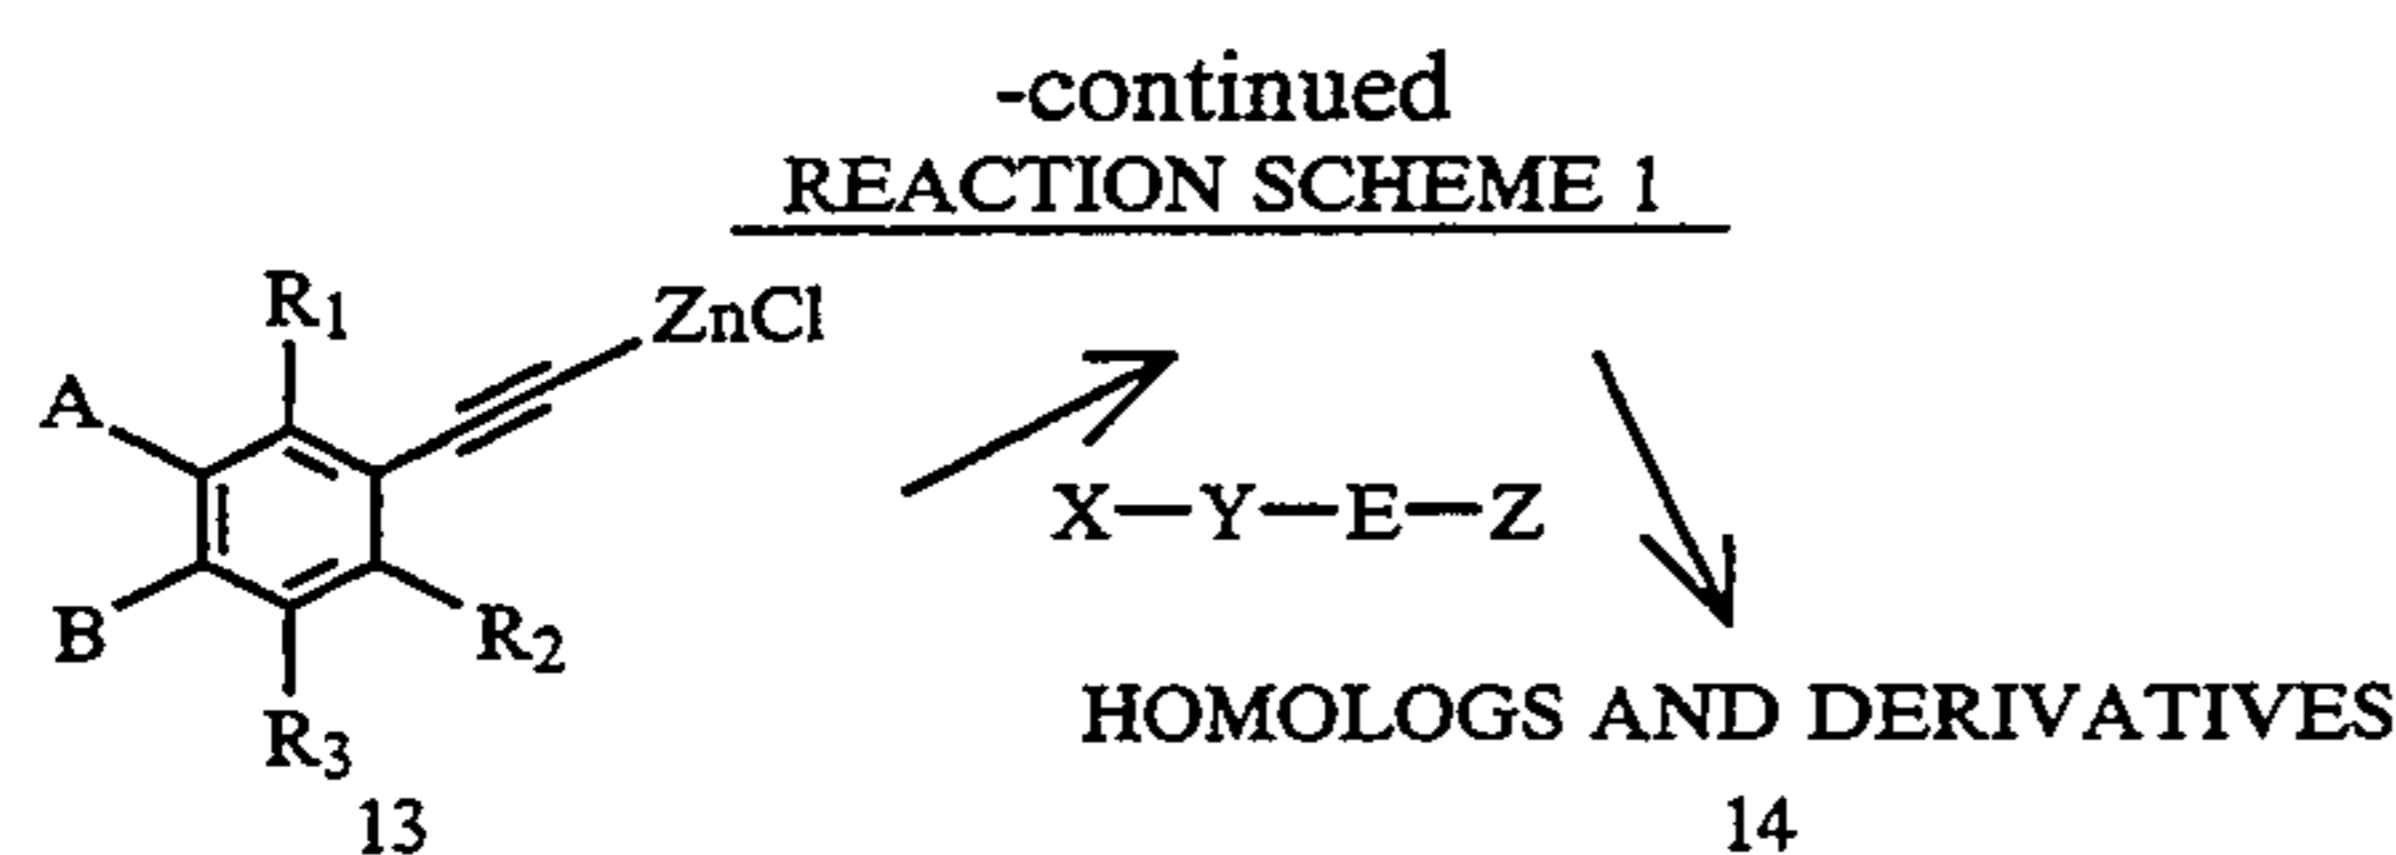 -continued
REACTION SCHEME 1
R1
ZnCl
A
X—Y—E—Z
B
R2
R3
HOMOLOGS AND DERIVATIVES
13
14